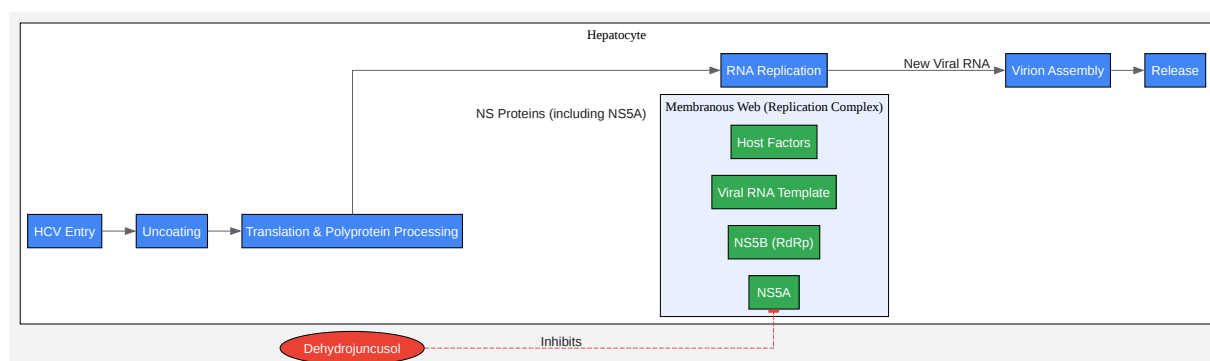 Hepatocyte
RNA Replication
New Viral RNA
Virion Assembly
Release
NS Proteins (including NS5A)
Membranous Web (Replication Complex)
Host Factors
Viral RNA Template
HCV Entry
Uncoating
Translation & Polyprotein Processing
NS5B (RdRp)
NS5A
Dehydrojuncusol
Inhibits